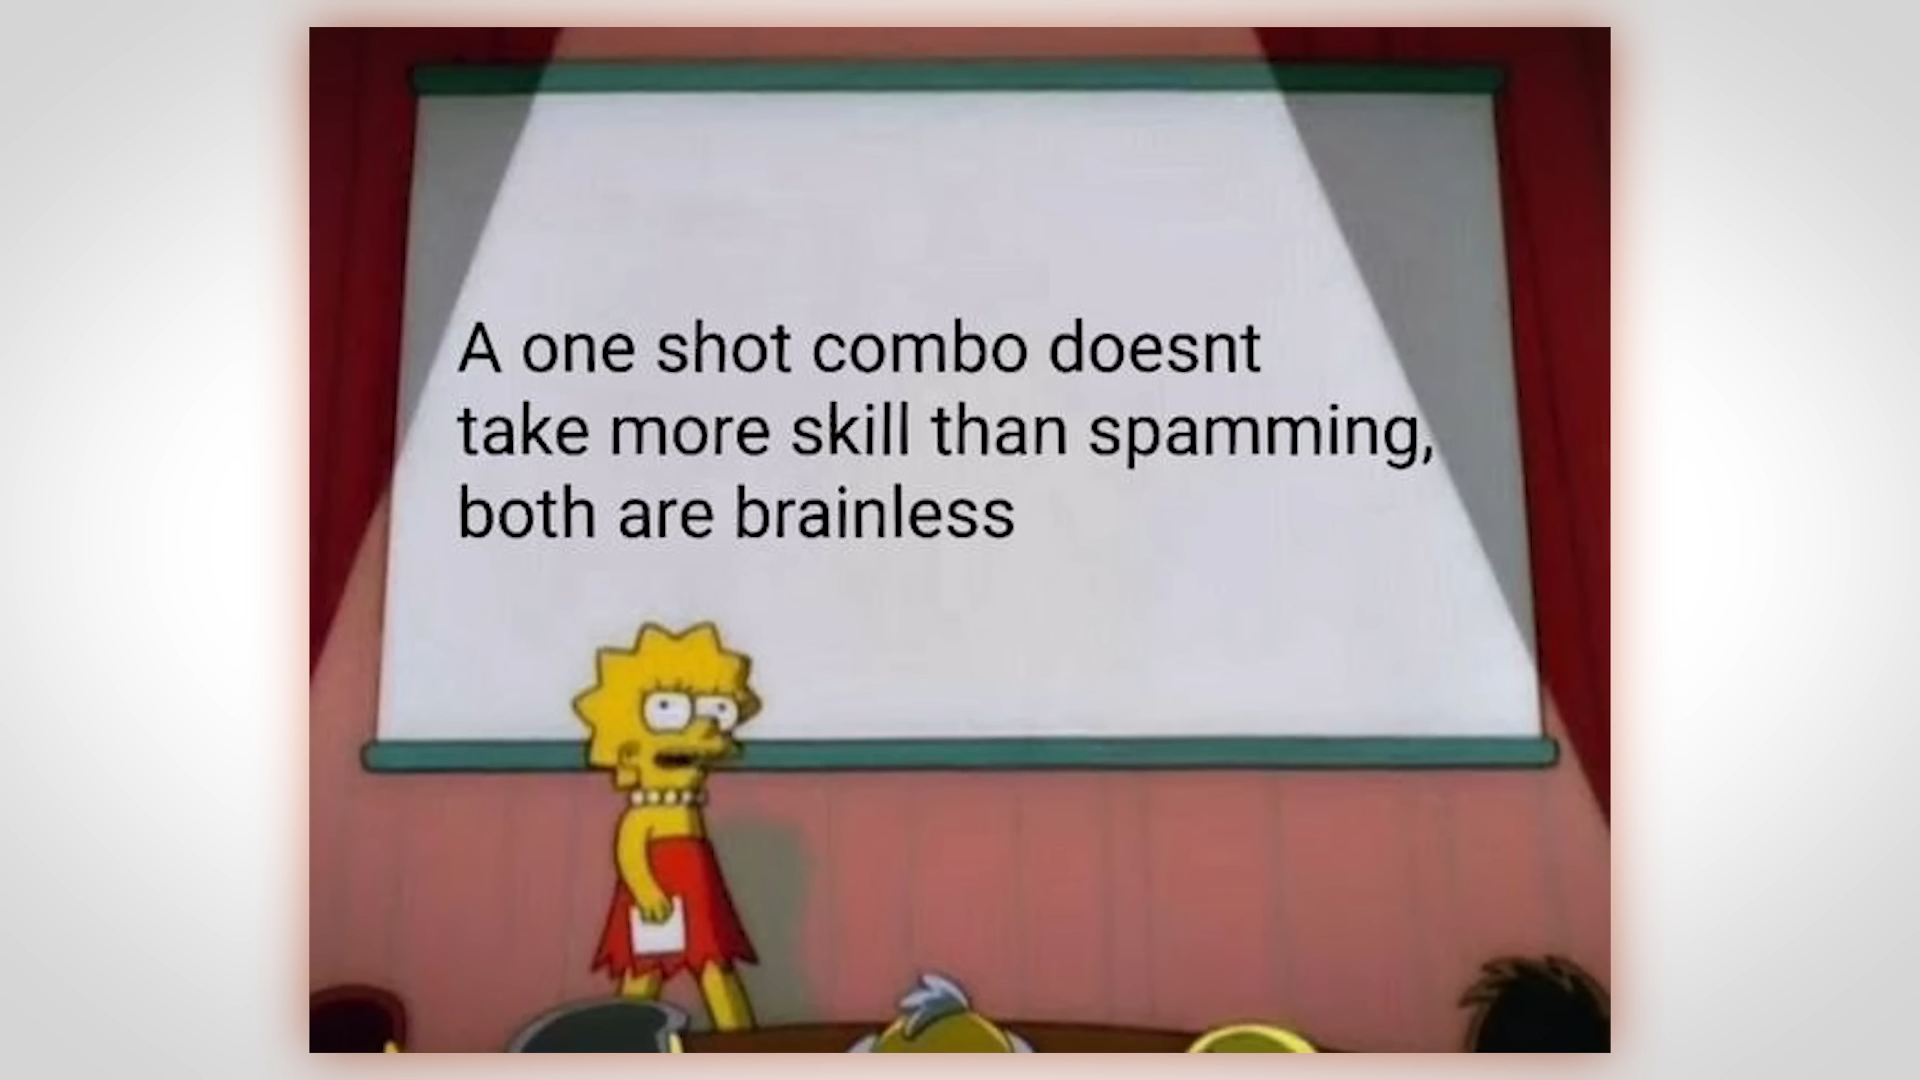 A one shot combo doesnt
take more skill than spamming,
both are brainless